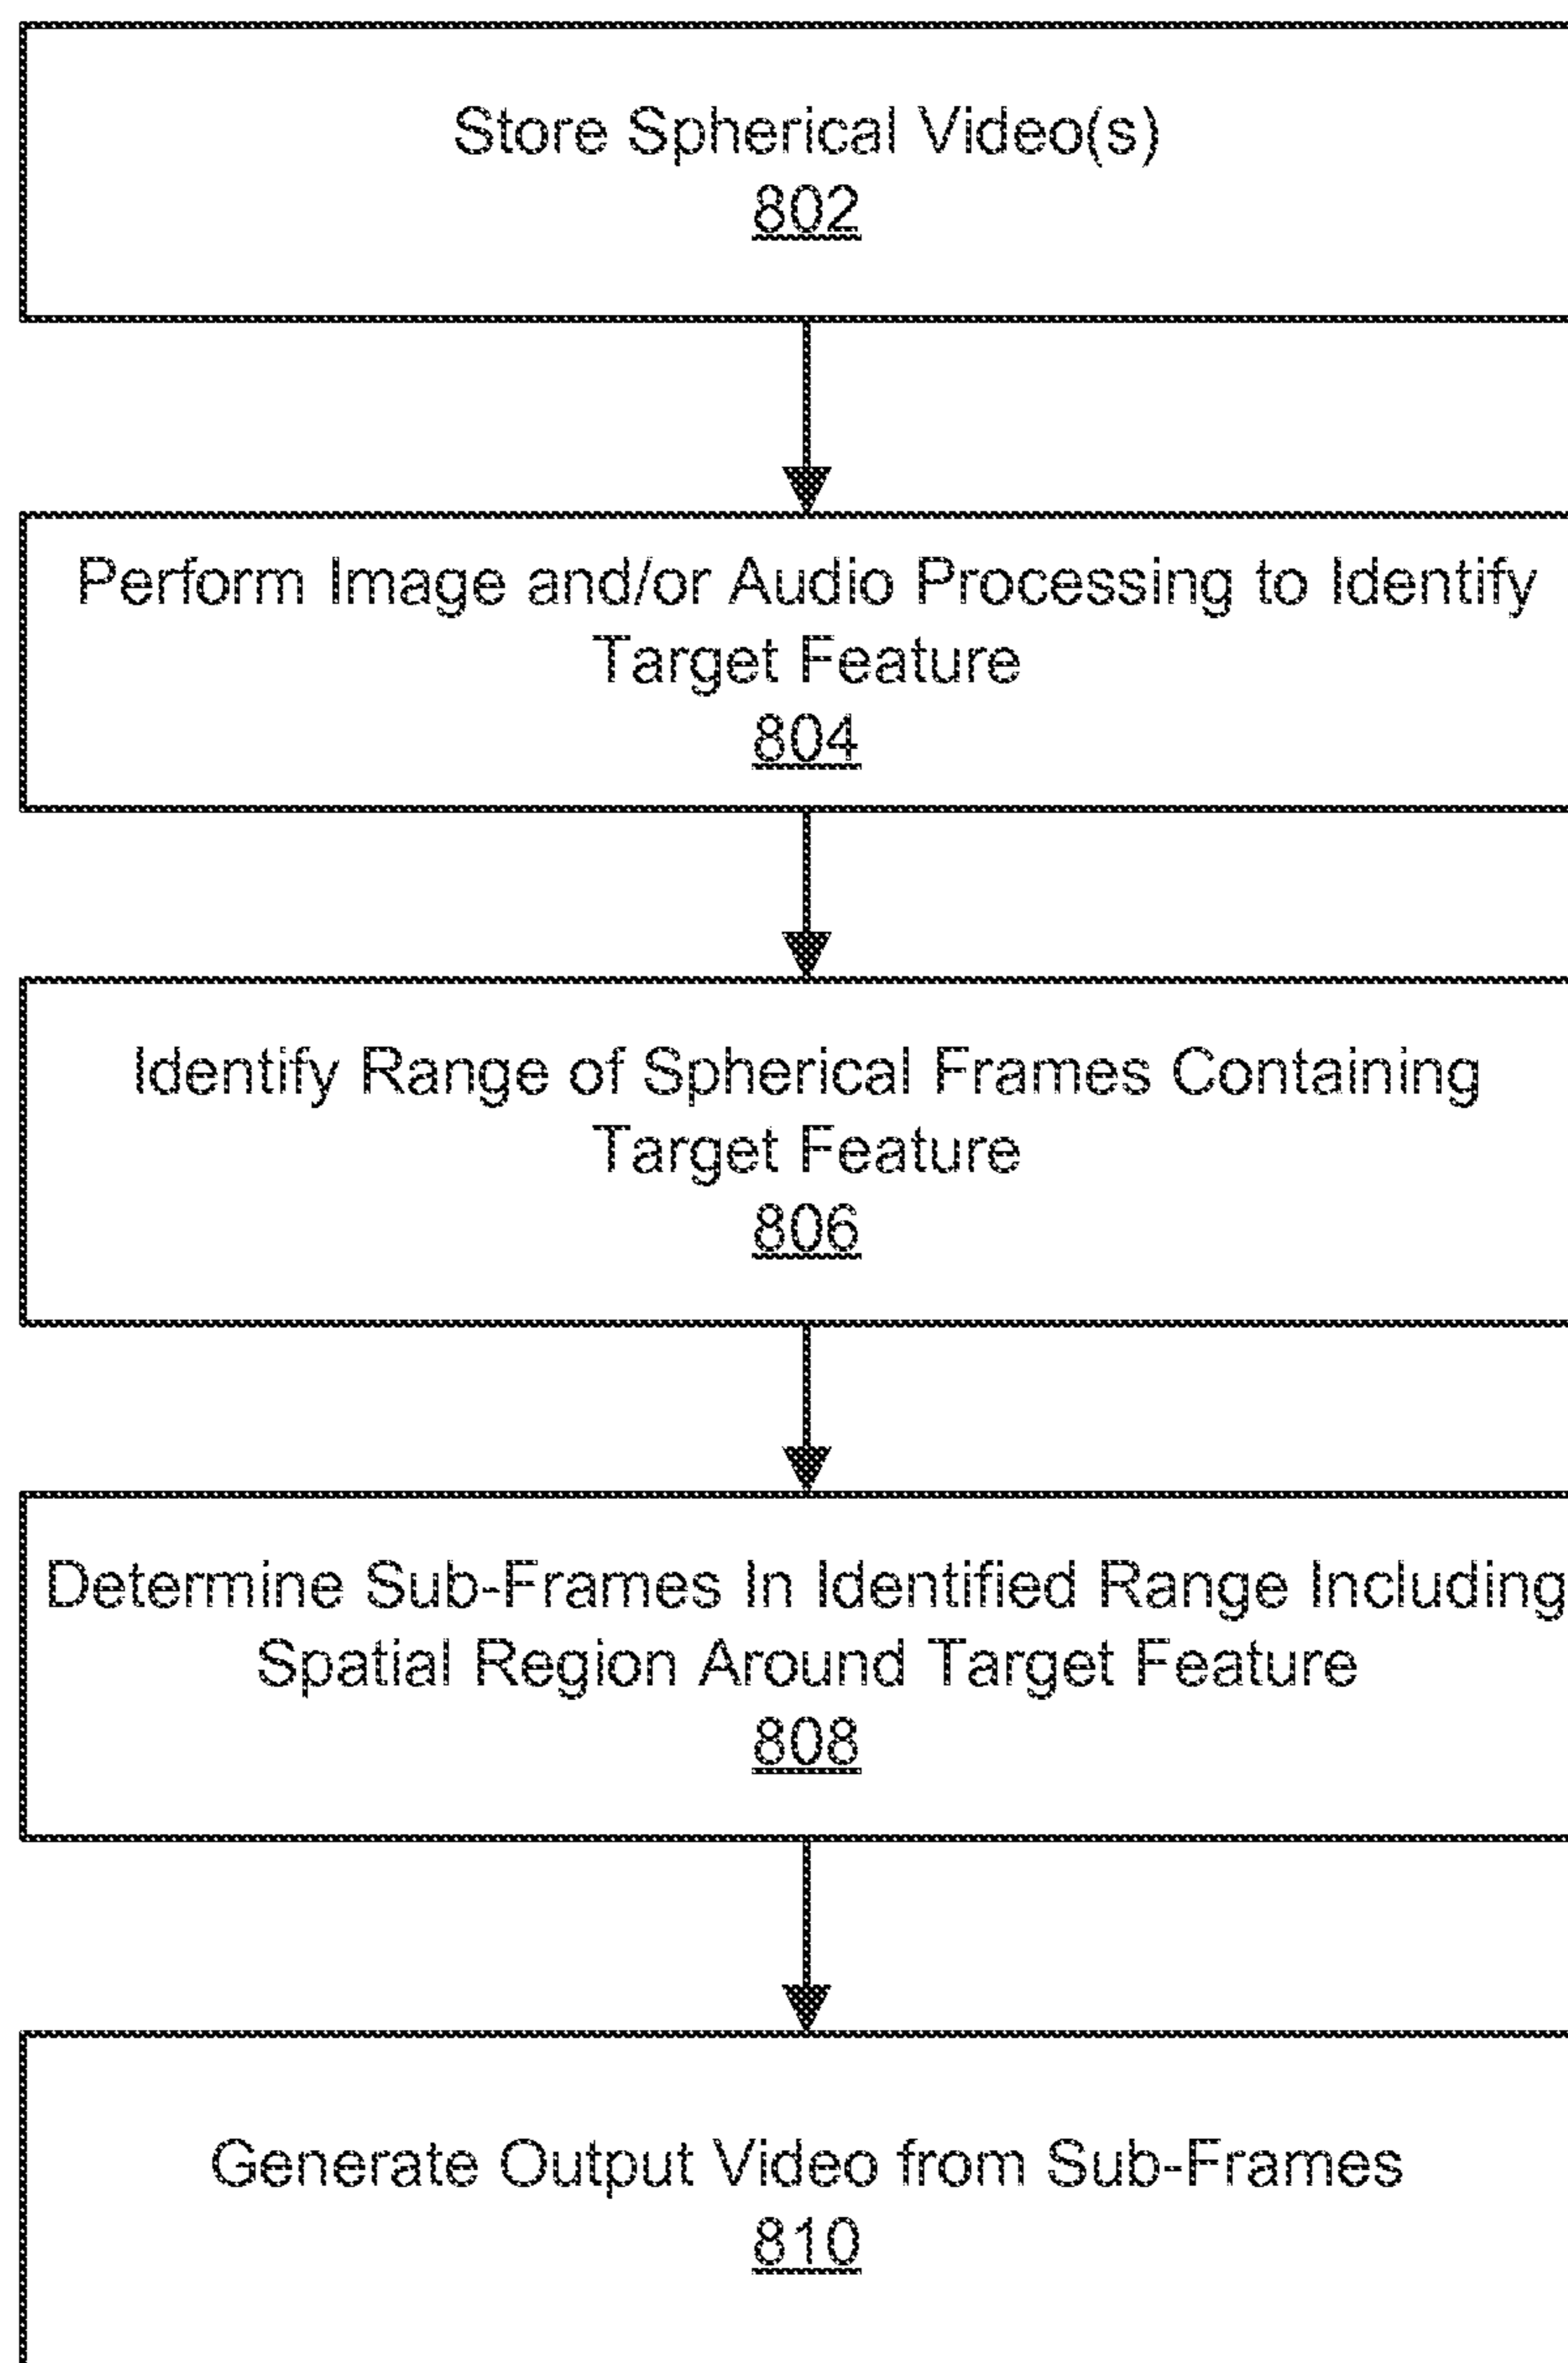 Store Spherical Video(s)
802
Perform Image and/or Audio Processing to Identify
Target Feature
804
Identify Range of Spherical Frames Containing
Target Feature
806
Determine Sub-Frames In Identified Range Including
Spatial Region Around Target Feature
808
Generate Output Video from Sub-Frames
810